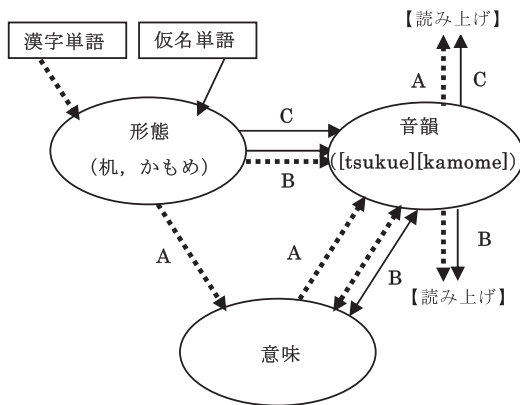 漢字単語
仮名単語
【読み上げ】
A
C
形態
(机，かもめ)
C
B
音韻
([tsukue][kamome])
A
A
B
B
【読み上げ】
意味